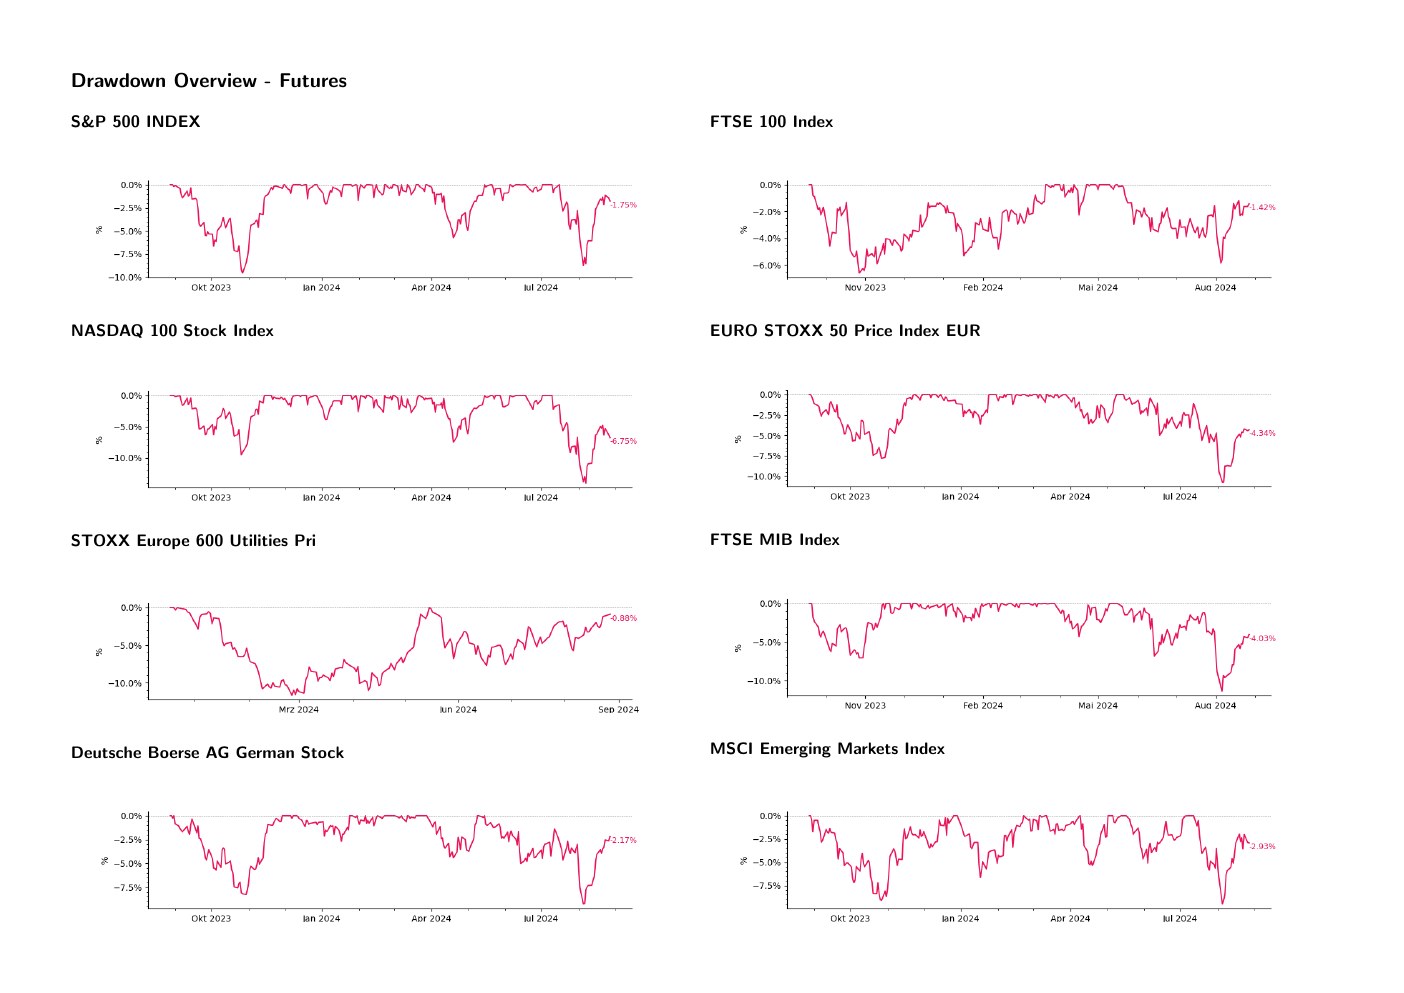 Drawdown Overview - Futures
S&P 500 INDEX
0.0%
−2.5%
−5.0%
−7.5%
−10.0%
%
-1.75%
Okt 2023 Jan 2024 Apr 2024 Jul 2024
FTSE 100 Index
0.0%
−2.0%
−4.0%
−6.0%
%
-1.42%
Nov 2023 Feb 2024 Mai 2024 Aug 2024
NASDAQ 100 Stock Index
0.0%
−5.0%
−10.0%
%
-6.75%
Okt 2023 Jan 2024 Apr 2024 Jul 2024
EURO STOXX 50 Price Index EUR
0.0%
−2.5%
−5.0%
−7.5%
−10.0%
%
-4.34%
Okt 2023 Jan 2024 Apr 2024 Jul 2024
STOXX Europe 600 Utilities Pri
0.0%
−5.0%
−10.0%
%
-0.88%
Mrz 2024 Jun 2024 Sep 2024
FTSE MIB Index
0.0%
−5.0%
−10.0%
%
-4.03%
Nov 2023 Feb 2024 Mai 2024 Aug 2024
Deutsche Boerse AG German Stock
0.0%
−2.5%
−5.0%
−7.5%
%
-2.17%
Okt 2023 Jan 2024 Apr 2024 Jul 2024
MSCI Emerging Markets Index
0.0%
−2.5%
−5.0%
−7.5%
%
-2.93%
Okt 2023 Jan 2024 Apr 2024 Jul 2024